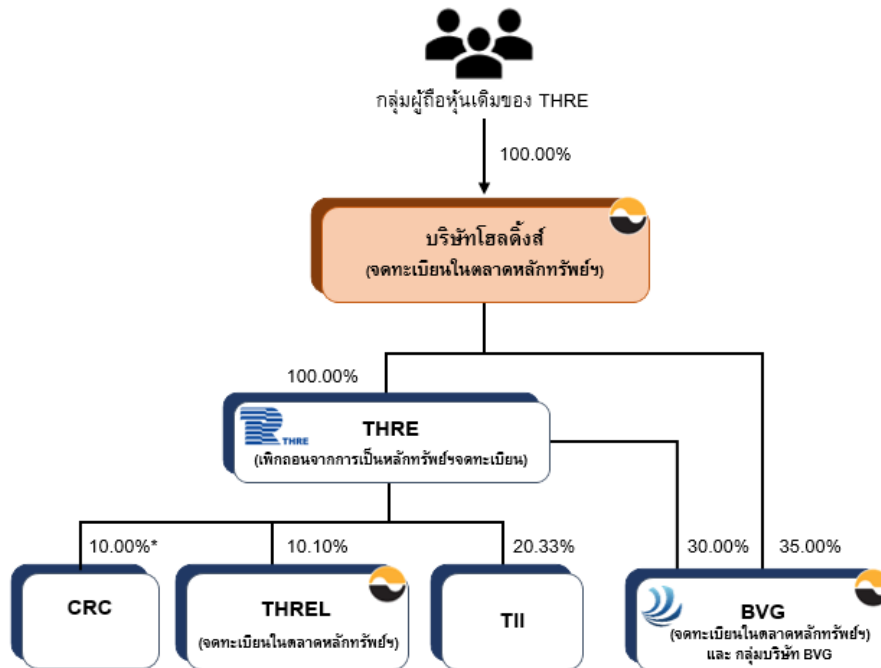 กลุ่มผู้ถือหุ้นเดิมของ THRE
100.00%
บริษัทโฮลดิ้งส์
(จดทะเบียนในตลาดหลักทรัพย์ฯ)
100.00%
THRE
THRE
(เพิกถอนจากการเป็นหลักทรัพย์ฯจดทะเบียน)
10.00%*
10.10%
20.33%
30.00%
35.00%
CRC
THREL
(จดทะเบียนในตลาดหลักทรัพย์ฯ)
TII
BVG
(จดทะเบียนในตลาดหลักทรัพย์ฯ)
และ กลุ่มบริษัท BVG